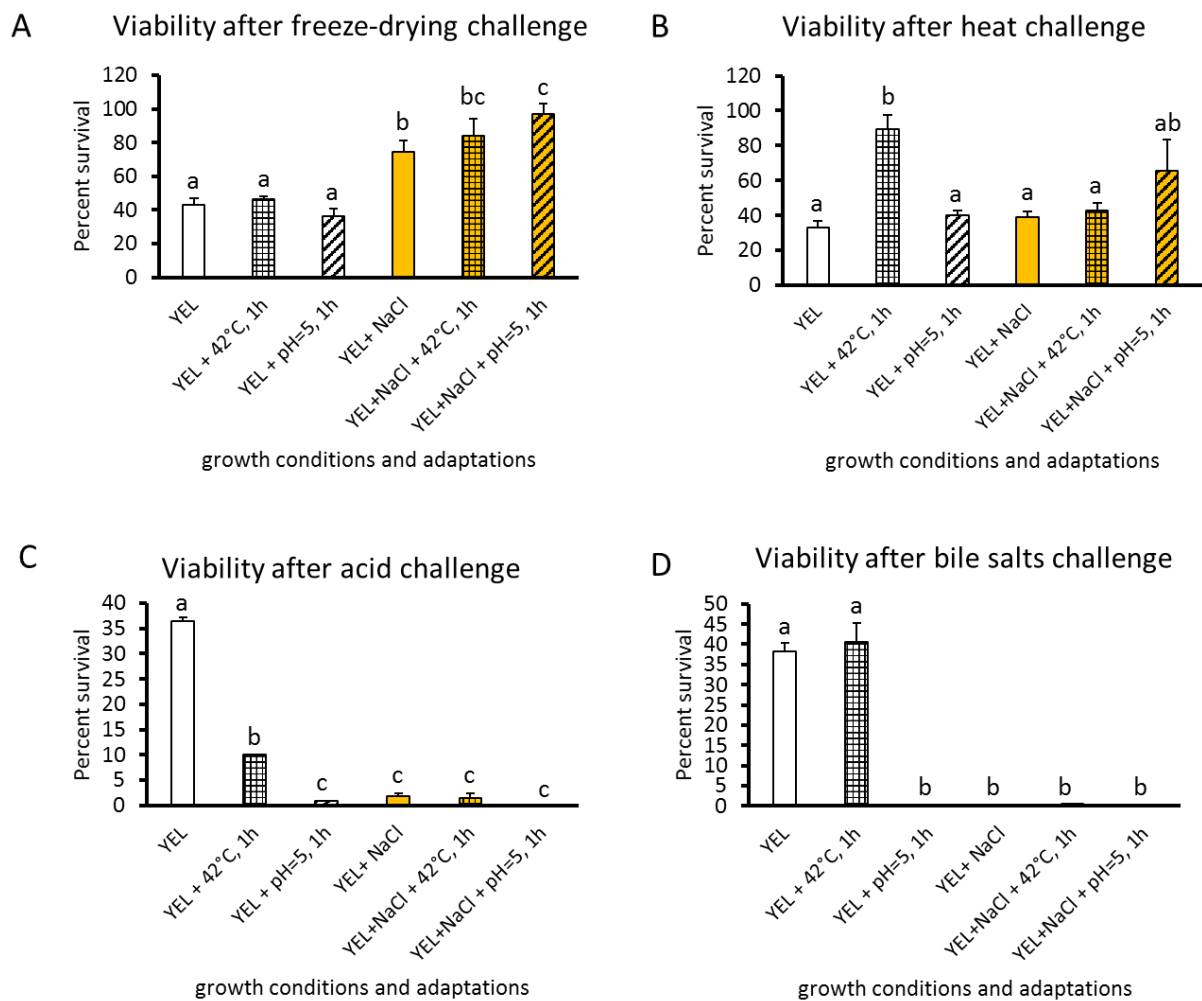 A
Viability after freeze-drying challenge
Percent survival
120
100
80
60
40
20
0
a
a
a
b
bc
c
YEL
YEL + 42°C, 1h
YEL + pH=5, 1h
YEL+ NaCl
YEL+NaCl + 42°C, 1h
YEL+NaCl + pH=5, 1h
growth conditions and adaptations
B
Viability after heat challenge
Percent survival
120
100
80
60
40
20
0
a
b
a
a
a
ab
YEL
YEL + 42°C, 1h
YEL + pH=5, 1h
YEL+ NaCl
YEL+NaCl + 42°C, 1h
YEL+NaCl + pH=5, 1h
growth conditions and adaptations
C
Viability after acid challenge
Percent survival
40
35
30
25
20
15
10
5
0
a
b
c
c
c
c
YEL
YEL + 42°C, 1h
YEL + pH=5, 1h
YEL+ NaCl
YEL+NaCl + 42°C, 1h
YEL+NaCl + pH=5, 1h
growth conditions and adaptations
D
Viability after bile salts challenge
Percent survival
50
45
40
35
30
25
20
15
10
5
0
a
a
b
b
b
b
YEL
YEL + 42°C, 1h
YEL + pH=5, 1h
YEL+ NaCl
YEL+NaCl + 42°C, 1h
YEL+NaCl + pH=5, 1h
growth conditions and adaptations